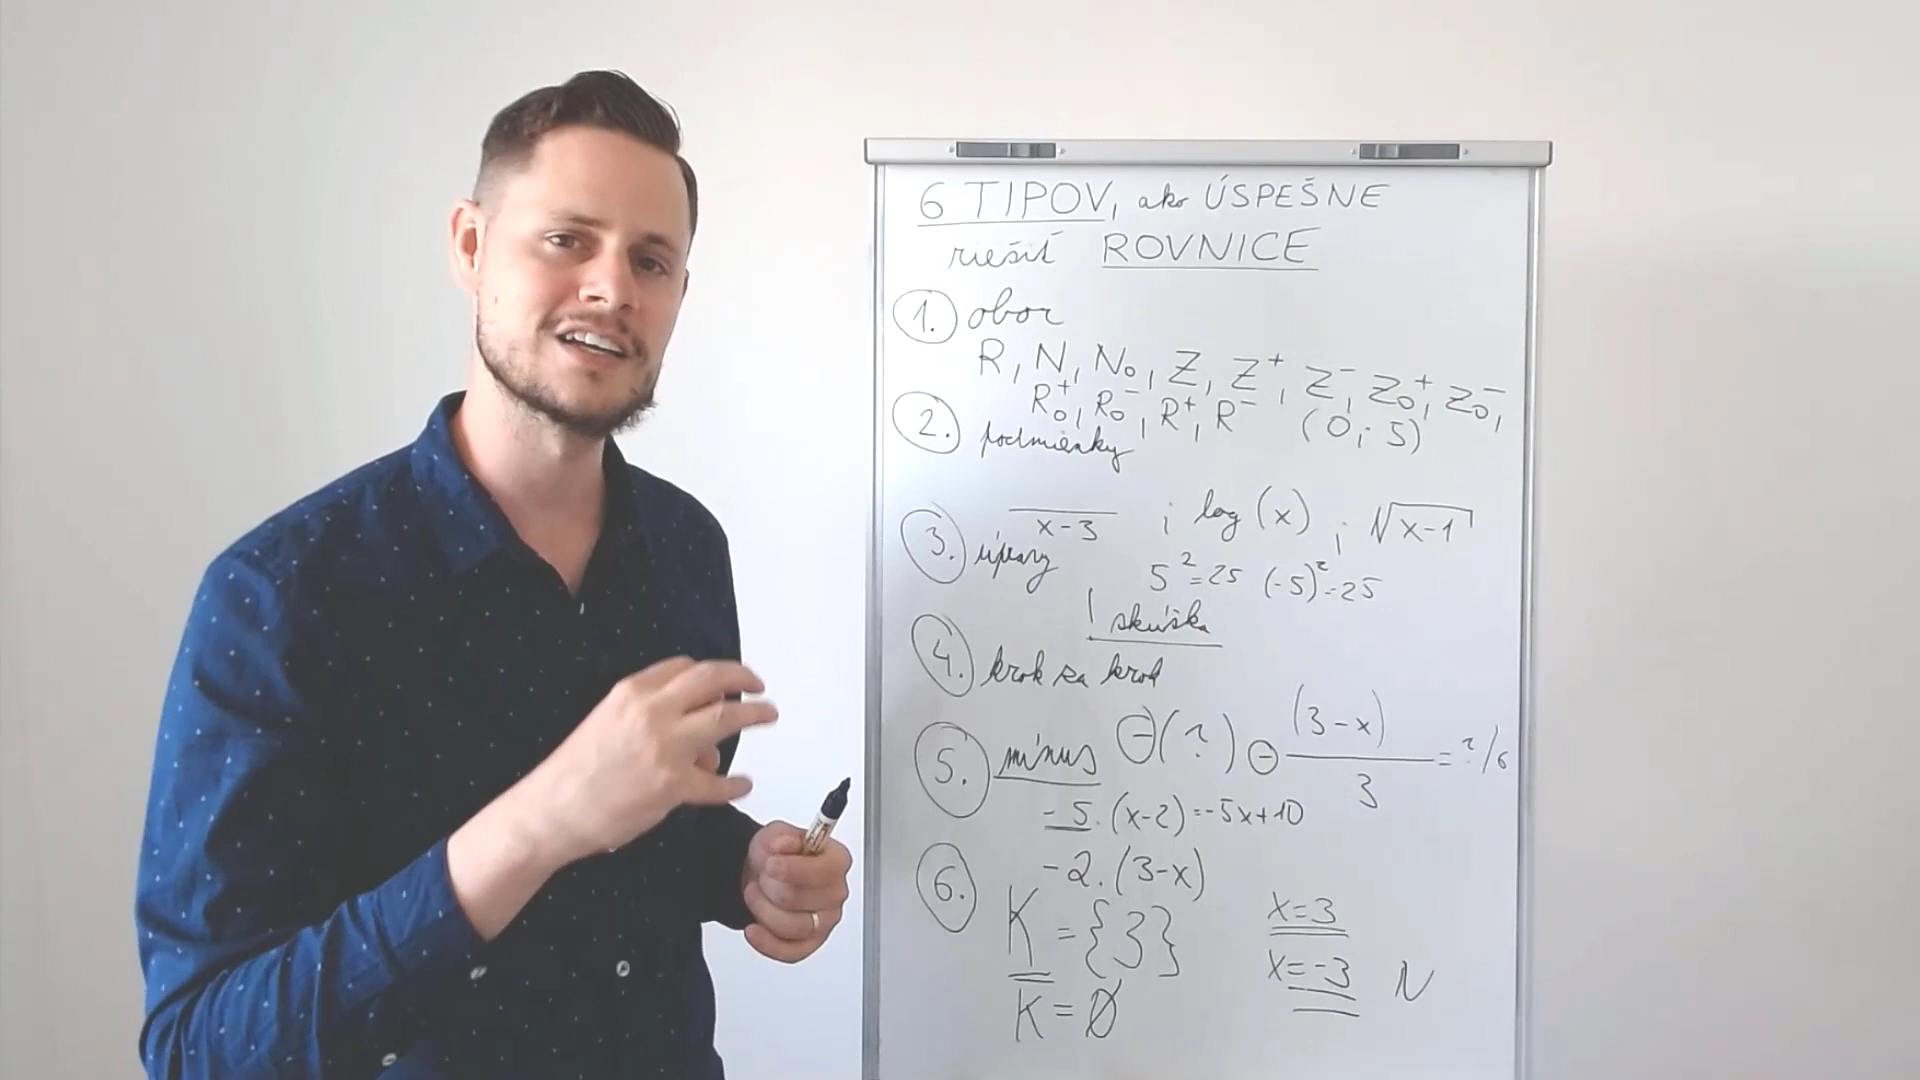 6 TIPOV, ako ÚSPEŠNE
riešiť ROVNICE
1. obor
R, N, N₀, Z, Z⁺, Z⁻, Z₀⁺, Z₀⁻,
R₀⁺, R₀⁻, R⁺, R⁻, (0; 5)
2. podmienky
x-3 ; log (x) ; √x-1
3. úpravy
5²=25 (-5)²=25
! skúška
4. krok za krok
5. mínus -(?) - (3-x)/3 = ? /6
-5.(x-2)=-5x+10
-2.(3-x)
6.
K={3} x=3
x=-3 N
K=Ø